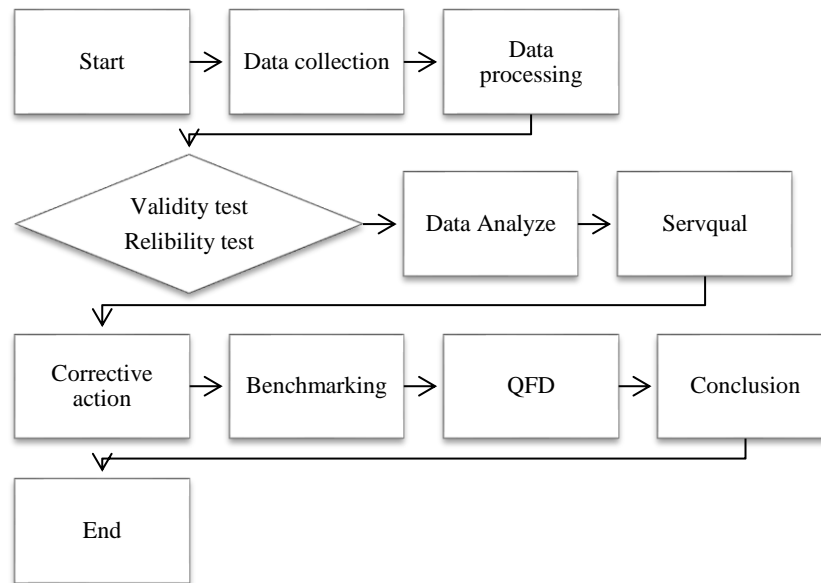 Start
Data collection
Data
processing
Validity test
Relibility test
Data Analyze
Servqual
Corrective
action
Benchmarking
QFD
Conclusion
End